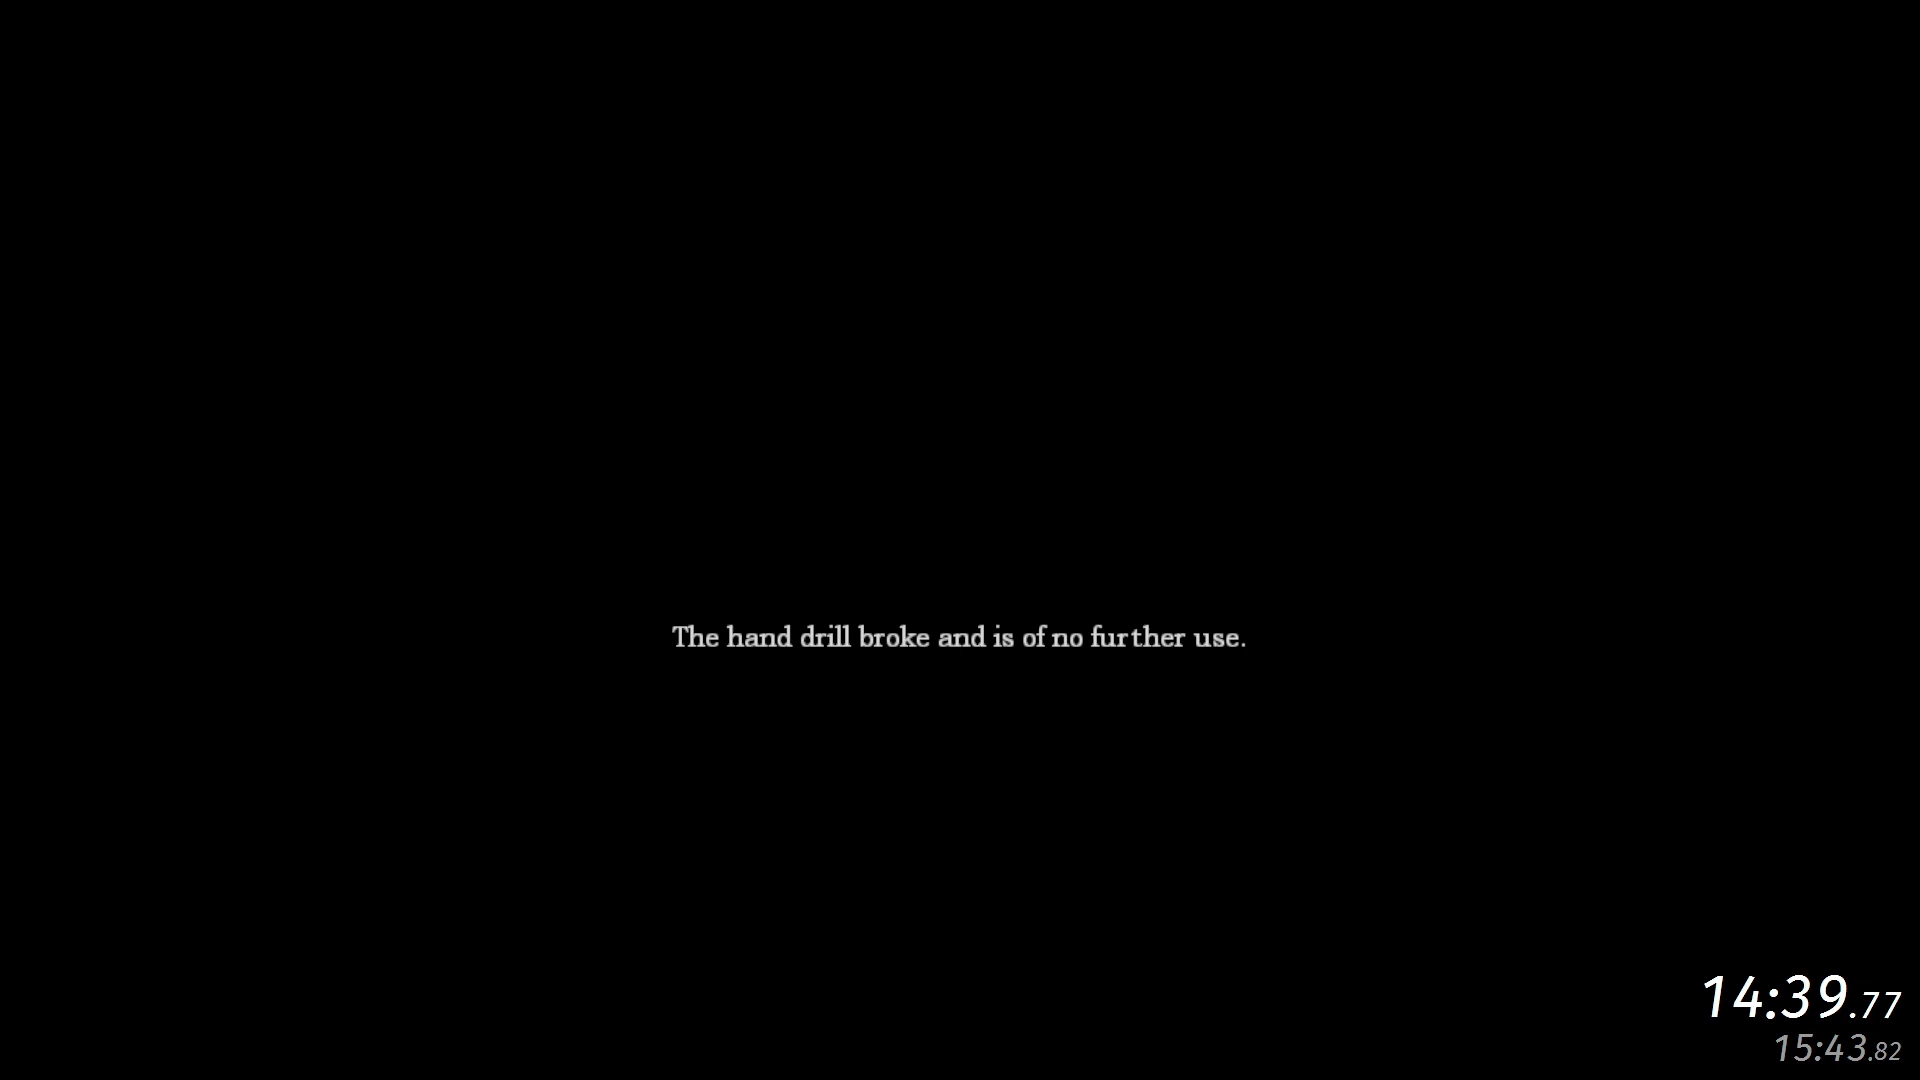 The hand drill broke and is of no further use.
14:39.77
15:43.82